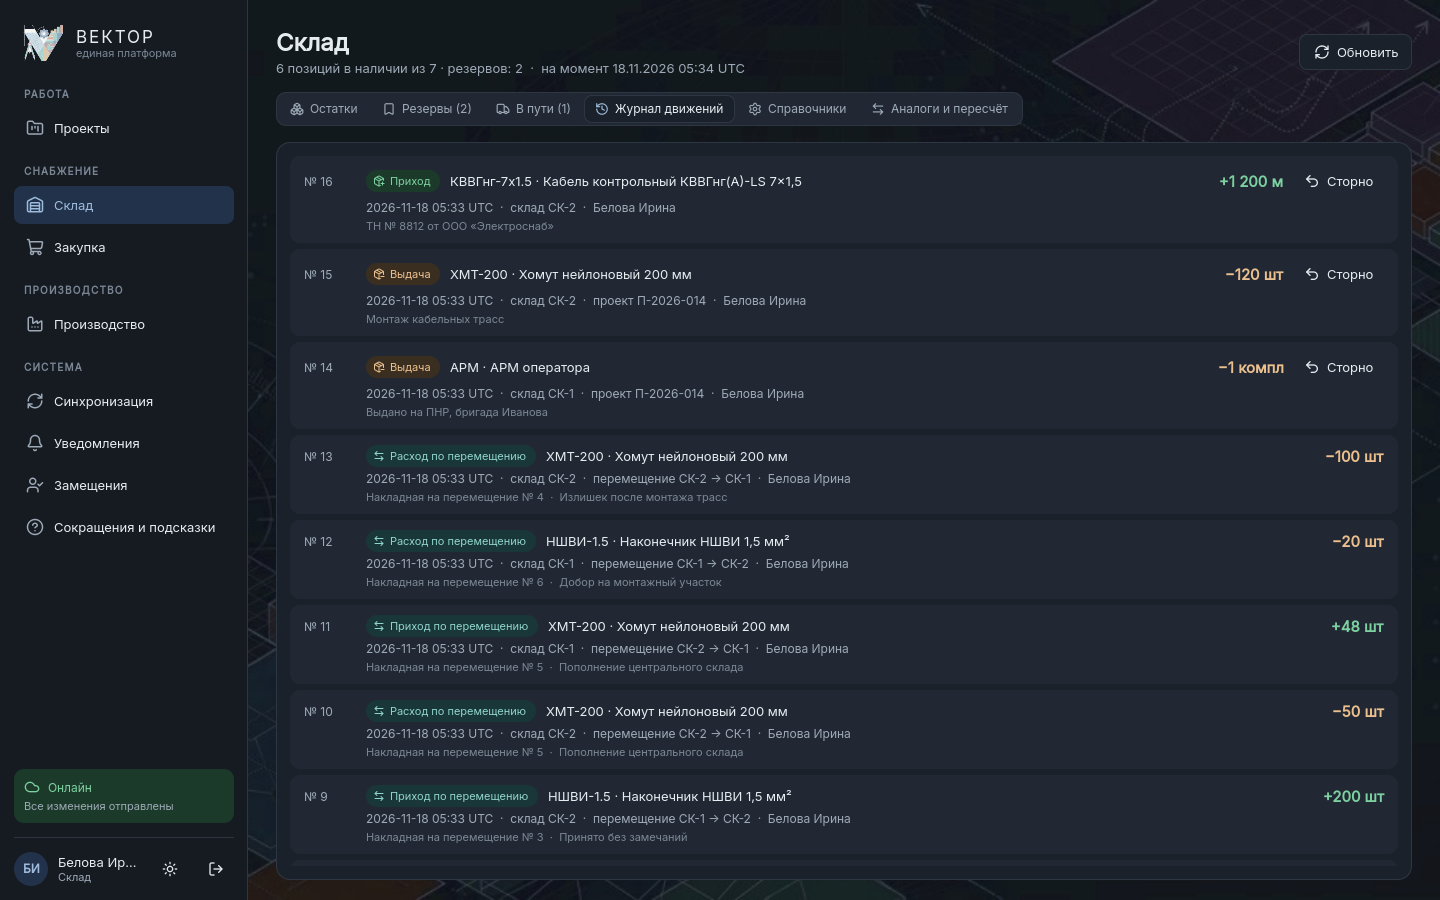 ВЕКТОР
единая платформа
РАБОТА
Проекты
СНАБЖЕНИЕ
Склад
Закупка
ПРОИЗВОДСТВО
Производство
СИСТЕМА
Синхронизация
Уведомления
Замещения
Сокращения и подсказки
Онлайн
Все изменения отправлены
БИ
Белова Ир...
Склад
Склад
6 позиций в наличии из 7 · резервов: 2 · на момент 18.11.2026 05:34 UTC
Обновить
Остатки Резервы (2) В пути (1) Журнал движений Справочники Аналоги и пересчёт
№ 16 Приход КВВГнг-7х1.5 · Кабель контрольный КВВГнг(А)-LS 7×1,5 +1 200 м Сторно
2026-11-18 05:33 UTC · склад СК-2 · Белова Ирина
ТН № 8812 от ООО «Электроснаб»
№ 15 Выдача ХМТ-200 · Хомут нейлоновый 200 мм −120 шт Сторно
2026-11-18 05:33 UTC · склад СК-2 · проект П-2026-014 · Белова Ирина
Монтаж кабельных трасс
№ 14 Выдача АРМ · АРМ оператора −1 компл Сторно
2026-11-18 05:33 UTC · склад СК-1 · проект П-2026-014 · Белова Ирина
Выдано на ПНР, бригада Иванова
№ 13 Расход по перемещению ХМТ-200 · Хомут нейлоновый 200 мм −100 шт
2026-11-18 05:33 UTC · склад СК-2 · перемещение СК-2 → СК-1 · Белова Ирина
Накладная на перемещение № 4 · Излишек после монтажа трасс
№ 12 Расход по перемещению НШВИ-1.5 · Наконечник НШВИ 1,5 мм² −20 шт
2026-11-18 05:33 UTC · склад СК-1 · перемещение СК-1 → СК-2 · Белова Ирина
Накладная на перемещение № 6 · Добор на монтажный участок
№ 11 Приход по перемещению ХМТ-200 · Хомут нейлоновый 200 мм +48 шт
2026-11-18 05:33 UTC · склад СК-1 · перемещение СК-2 → СК-1 · Белова Ирина
Накладная на перемещение № 5 · Пополнение центрального склада
№ 10 Расход по перемещению ХМТ-200 · Хомут нейлоновый 200 мм −50 шт
2026-11-18 05:33 UTC · склад СК-2 · перемещение СК-2 → СК-1 · Белова Ирина
Накладная на перемещение № 5 · Пополнение центрального склада
№ 9 Приход по перемещению НШВИ-1.5 · Наконечник НШВИ 1,5 мм² +200 шт
2026-11-18 05:33 UTC · склад СК-2 · перемещение СК-1 → СК-2 · Белова Ирина
Накладная на перемещение № 3 · Принято без замечаний